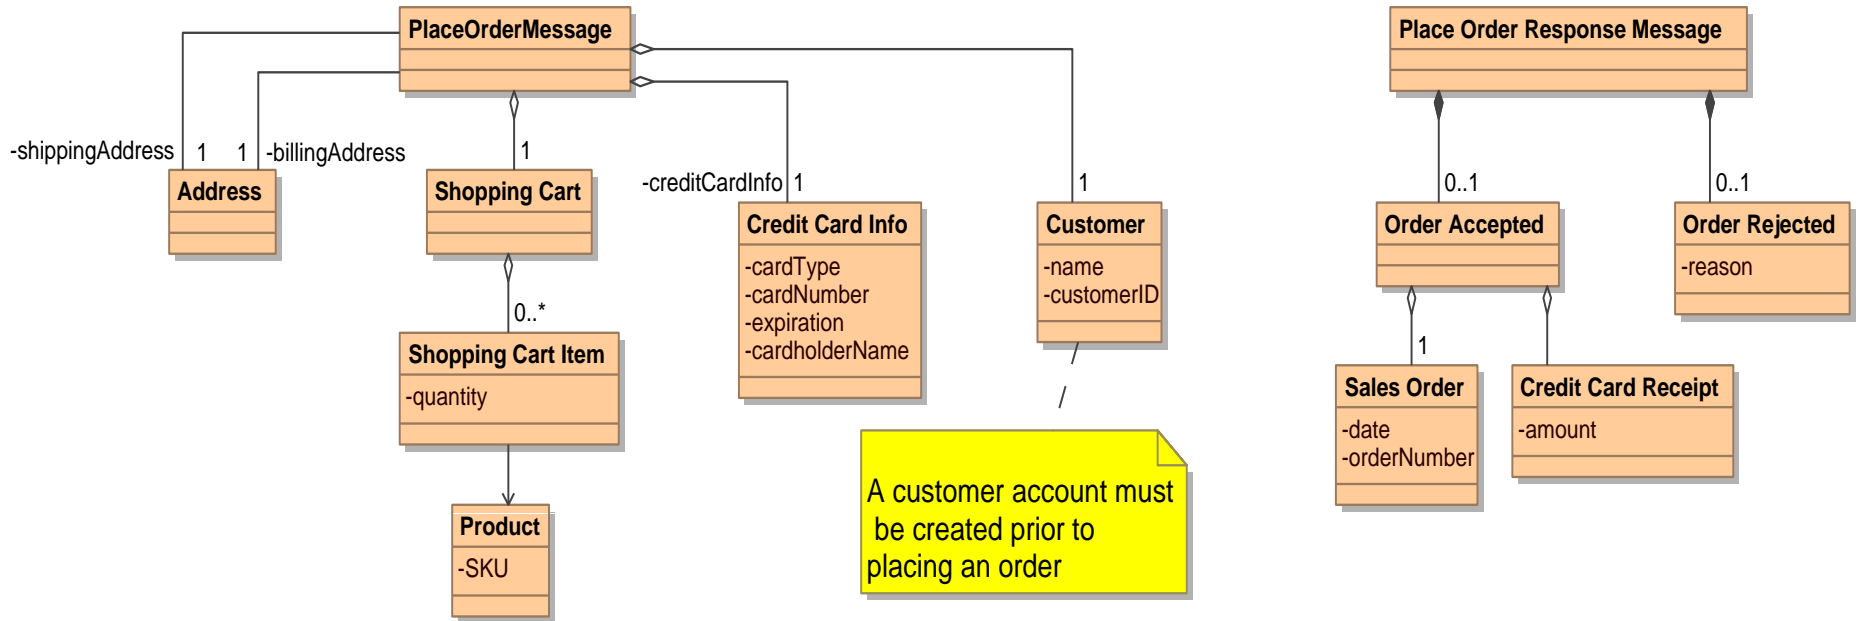 PlaceOrderMessage
Place Order Response Message
-shippingAddress 1 1 -billingAddress
1
-creditCardInfo 1
1
0..1
0..1
Address
Shopping Cart
Credit Card Info
-cardType
-cardNumber
-expiration
-cardholderName
Customer
-name
-customerID
Order Accepted
Order Rejected
-reason
0..*
Shopping Cart Item
-quantity
1
Sales Order
-date
-orderNumber
Credit Card Receipt
-amount
Product
-SKU
A customer account must
be created prior to
placing an order